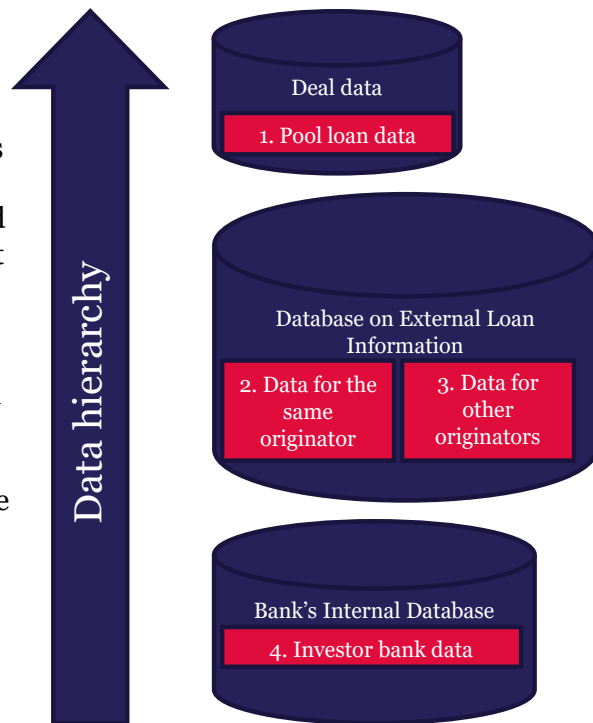 Deal data
1. Pool loan data
s
d
t
Data hierarchy
Database on External Loan
Information
2. Data for the
same
originator
3. Data for
other
originators
e
Bank's Internal Database
4. Investor bank data